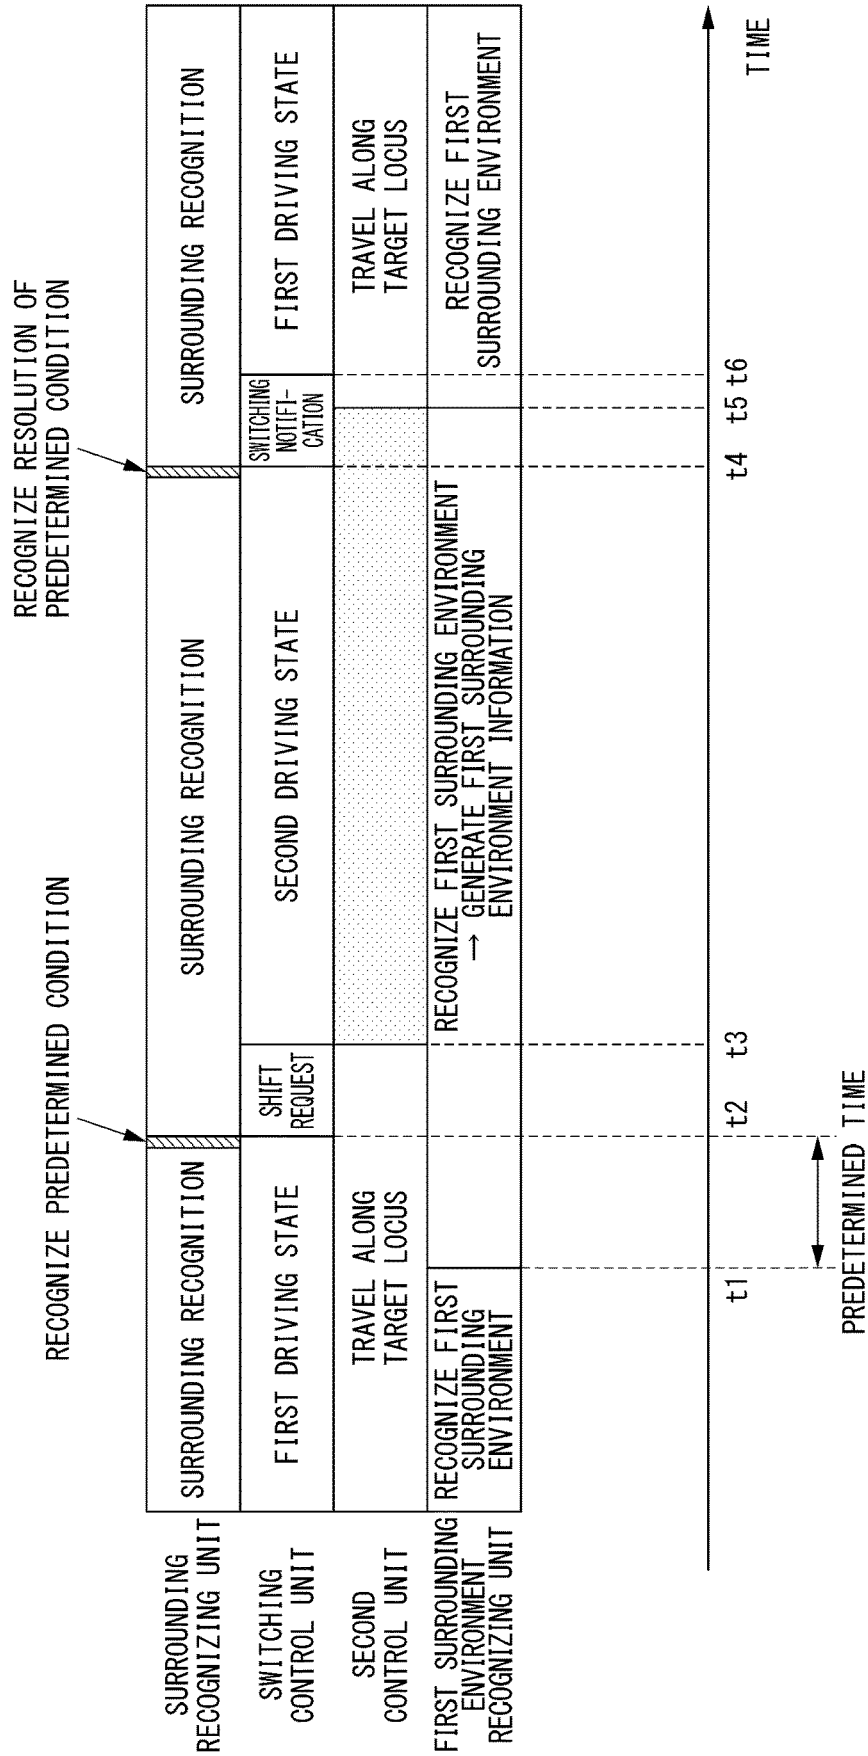 RECOGNIZE PREDETERMINED CONDITION
RECOGNIZE RESOLUTION OF
PREDETERMINED CONDITION
SURROUNDING
RECOGNIZING UNIT
SURROUNDING RECOGNITION
SURROUNDING RECOGNITION
SURROUNDING RECOGNITION
SWITCHING
CONTROL UNIT
FIRST DRIVING STATE
SHIFT
REQUEST
SECOND DRIVING STATE
SWITCHING
NOTIFI-
CATION
FIRST DRIVING STATE
SECOND
CONTROL UNIT
TRAVEL ALONG
TARGET LOCUS
TRAVEL ALONG
TARGET LOCUS
FIRST SURROUNDING
ENVIRONMENT
RECOGNIZING UNIT
RECOGNIZE FIRST
SURROUNDING
ENVIRONMENT
RECOGNIZE FIRST SURROUNDING ENVIRONMENT
→ GENERATE FIRST SURROUNDING
ENVIRONMENT INFORMATION
RECOGNIZE FIRST
SURROUNDING ENVIRONMENT
t1 t2 t3 t4 t5 t6
TIME
PREDETERMINED TIME